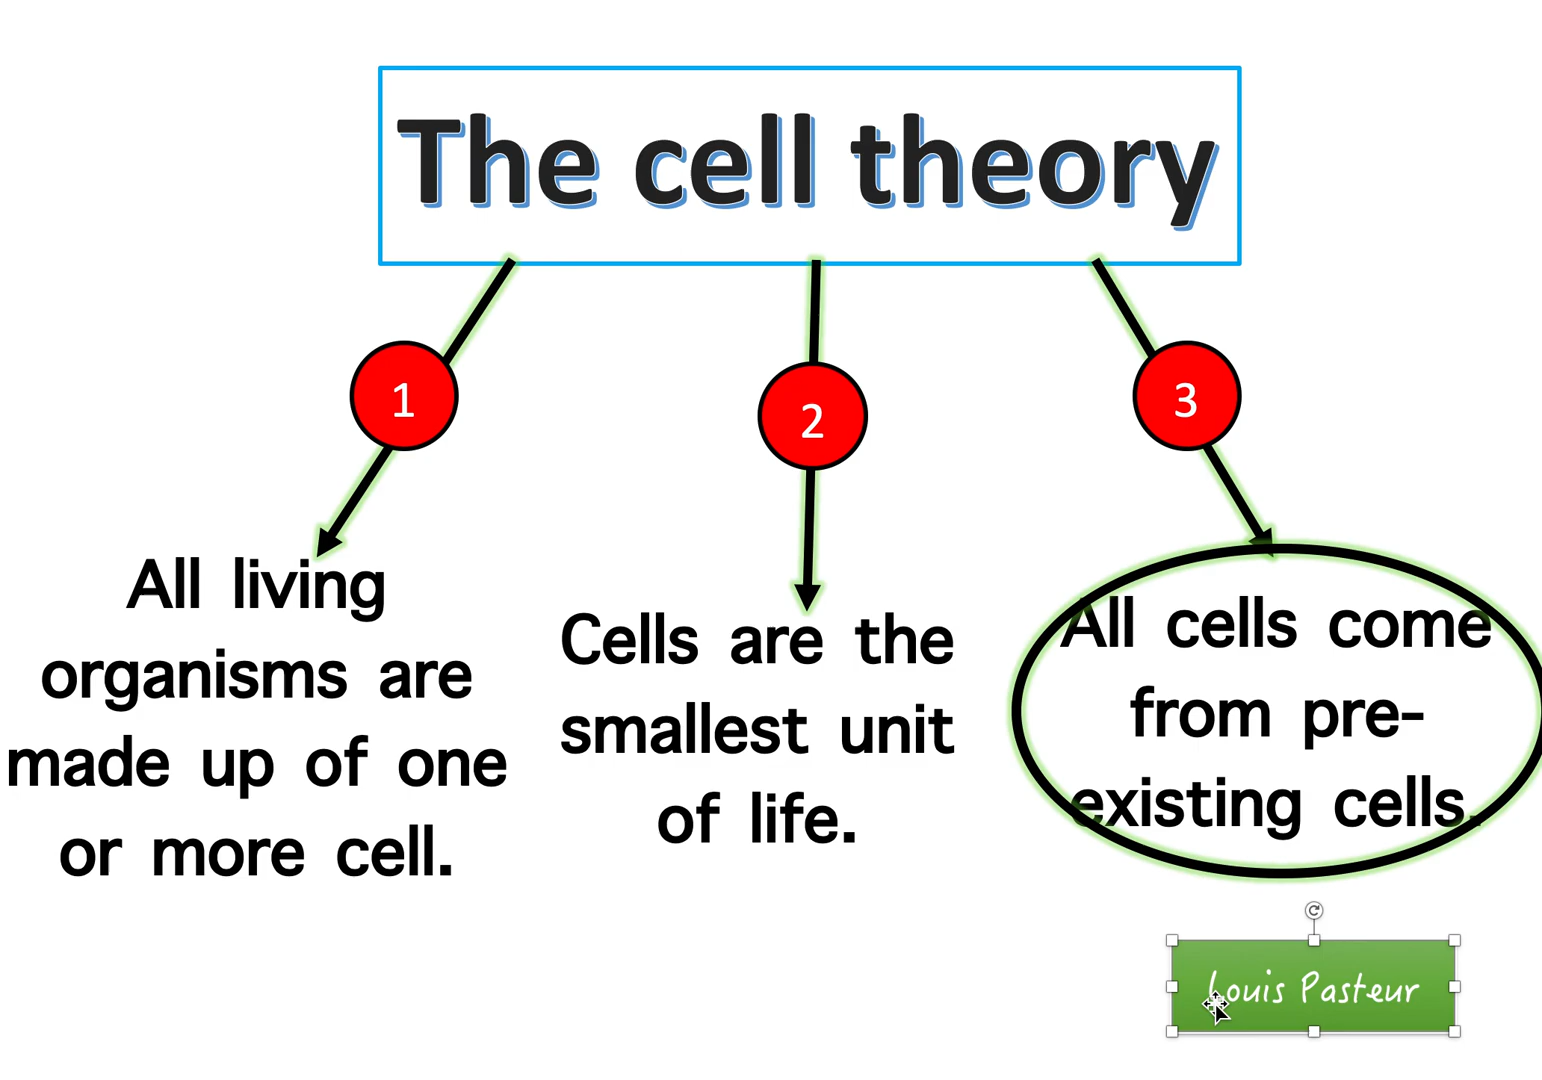 The cell theory
1
2
3
All living
organisms are
made up of one
or more cell.
Cells are the
smallest unit
of life.
All cells come
from pre-
existing cells.
Louis Pasteur